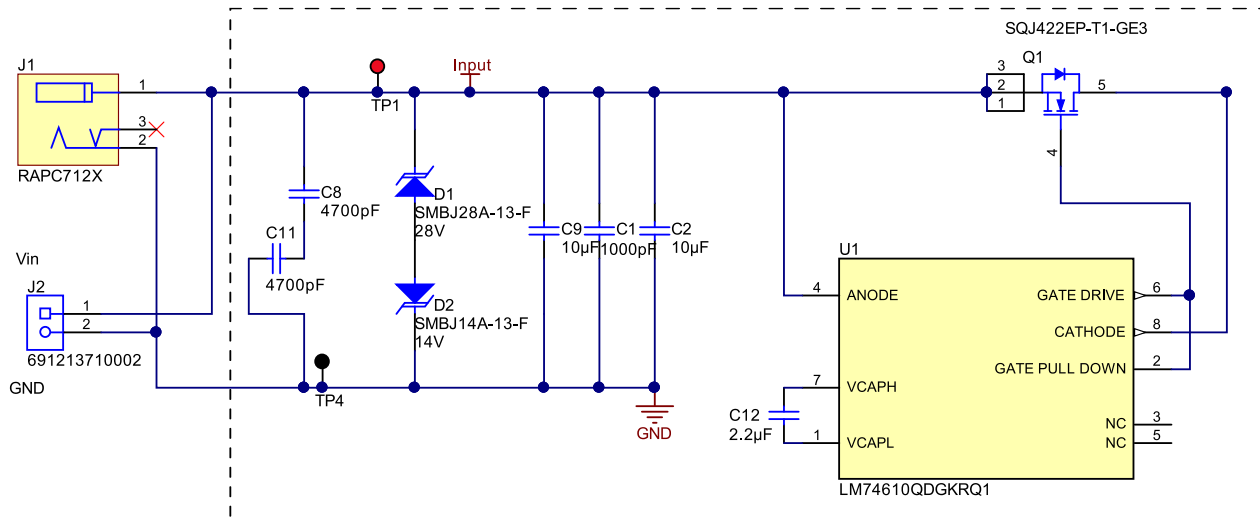 SQJ422EP-T1-GE3
J1
Input
Q1
3
2
1
5
1
TP1
3
2
RAPC712X
4
C8
4700pF
D1
SMBJ28A-13-F
28V
C11
4700pF
C9
10µF
C1
1000pF
C2
10µF
U1
Vin
J2
1
2
691213710002
GND
D2
SMBJ14A-13-F
14V
TP4
GND
4
ANODE
GATE DRIVE
6
CATHODE
8
GATE PULL DOWN
2
7
VCAPH
C12
2.2µF
1
VCAPL
NC
3
NC
5
LM74610QDGKRQ1